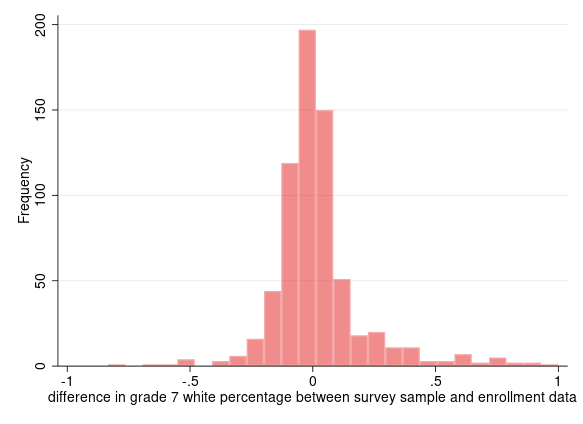 200
150
100
50
0
Frequency
-1 -.5 0 .5 1
difference in grade 7 white percentage between survey sample and enrollment data